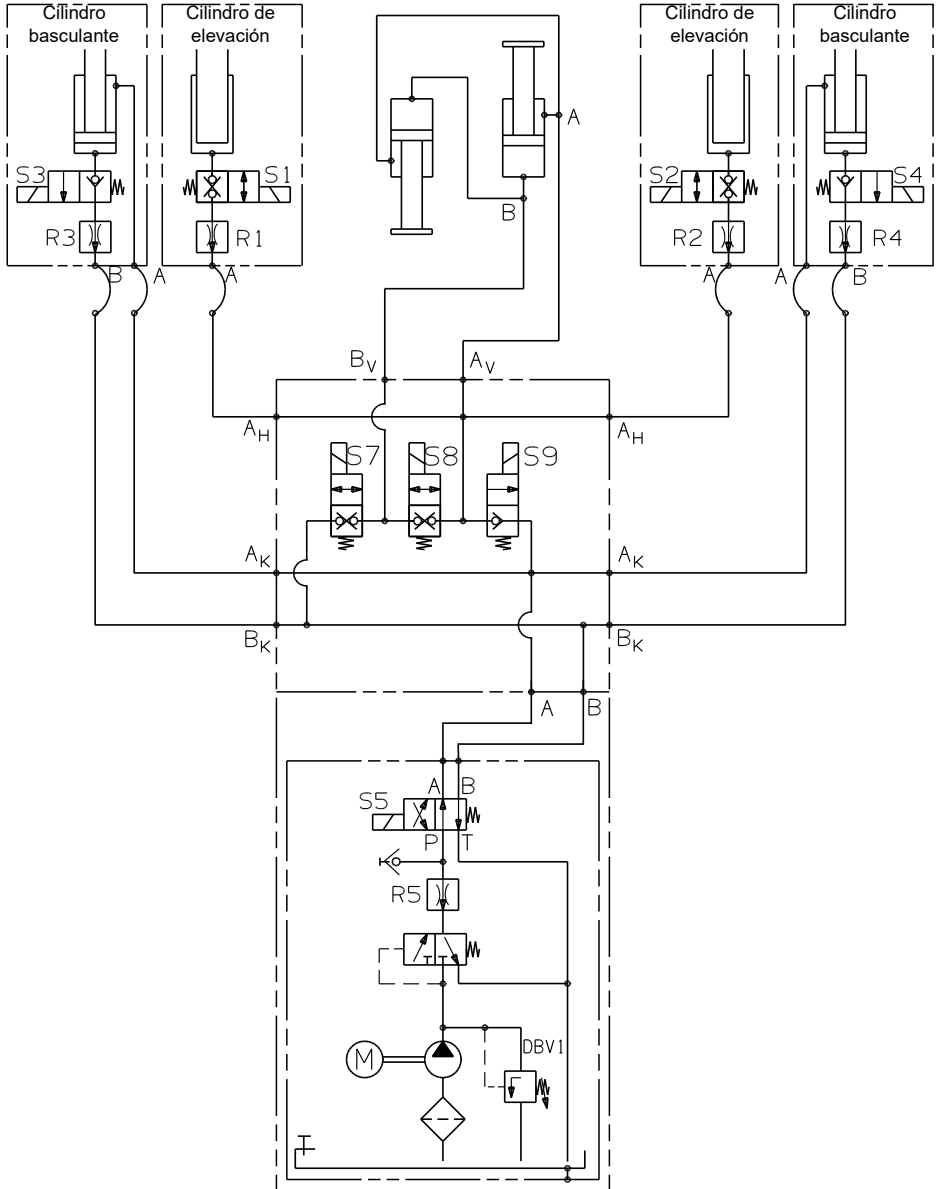 Cilindro
basculante
Cilindro de
elevación
Cilindro de
elevación
Cilindro
basculante
A
B
S3
S1
S2
S4
R3
R1
R2
R4
B
A
A
A
A
B
BV
AV
AH
AH
S7
S8
S9
AK
AK
BK
BK
A
B
A
B
S5
P
T
R5
DBV1
M
T